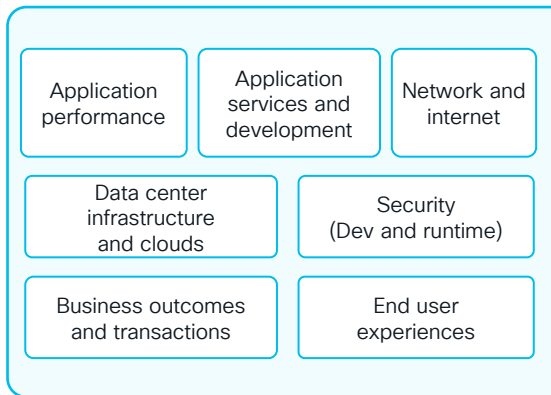 Application
performance
Application
services and
development
Network and
internet
Data center
infrastructure
and clouds
Security
(Dev and runtime)
Business outcomes
and transactions
End user
experiences